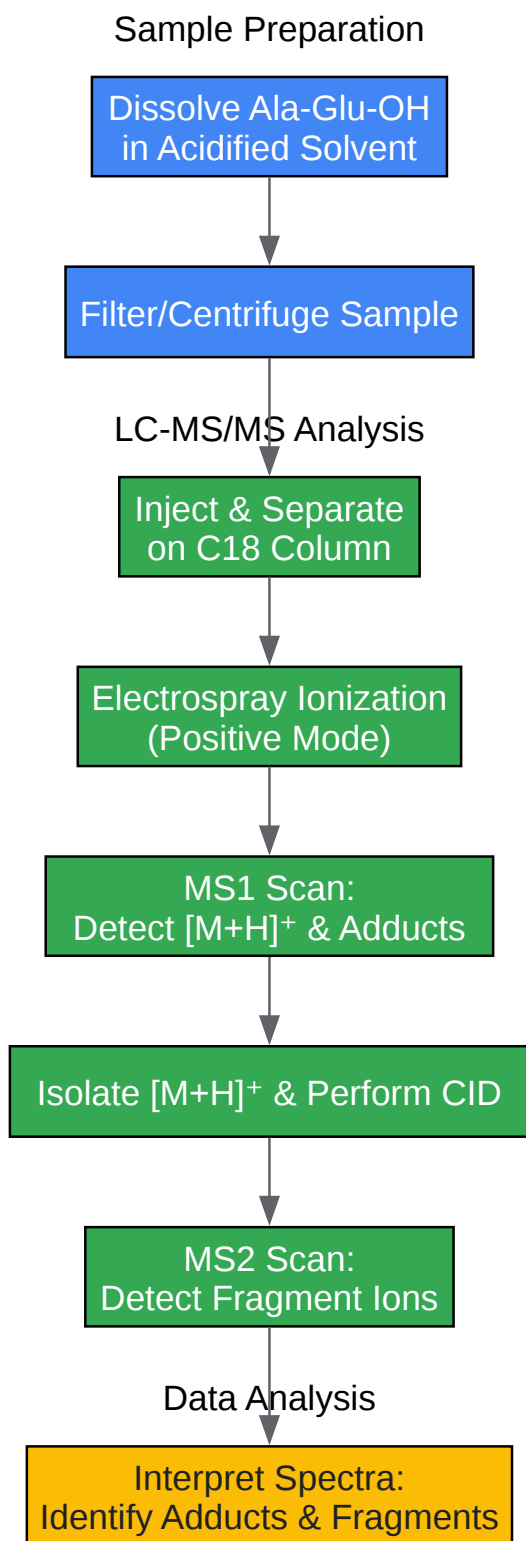 Sample Preparation
Dissolve Ala-Glu-OH
in Acidified Solvent
Filter/Centrifuge Sample
LC-MS/MS Analysis
Inject & Separate
on C18 Column
Electrospray Ionization
(Positive Mode)
MS1 Scan:
Detect [M+H]⁺ & Adducts
Isolate [M+H]⁺ & Perform CID
MS2 Scan:
Detect Fragment Ions
Data Analysis
Interpret Spectra:
Identify Adducts & Fragments